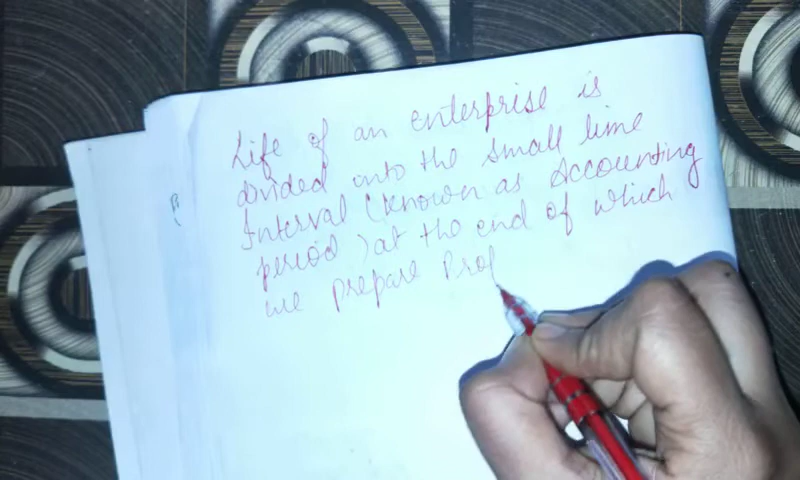 Life of an enterprise is
divided into the small time
Interval (known as Accounting
period) at the end of which
we prepare Prof